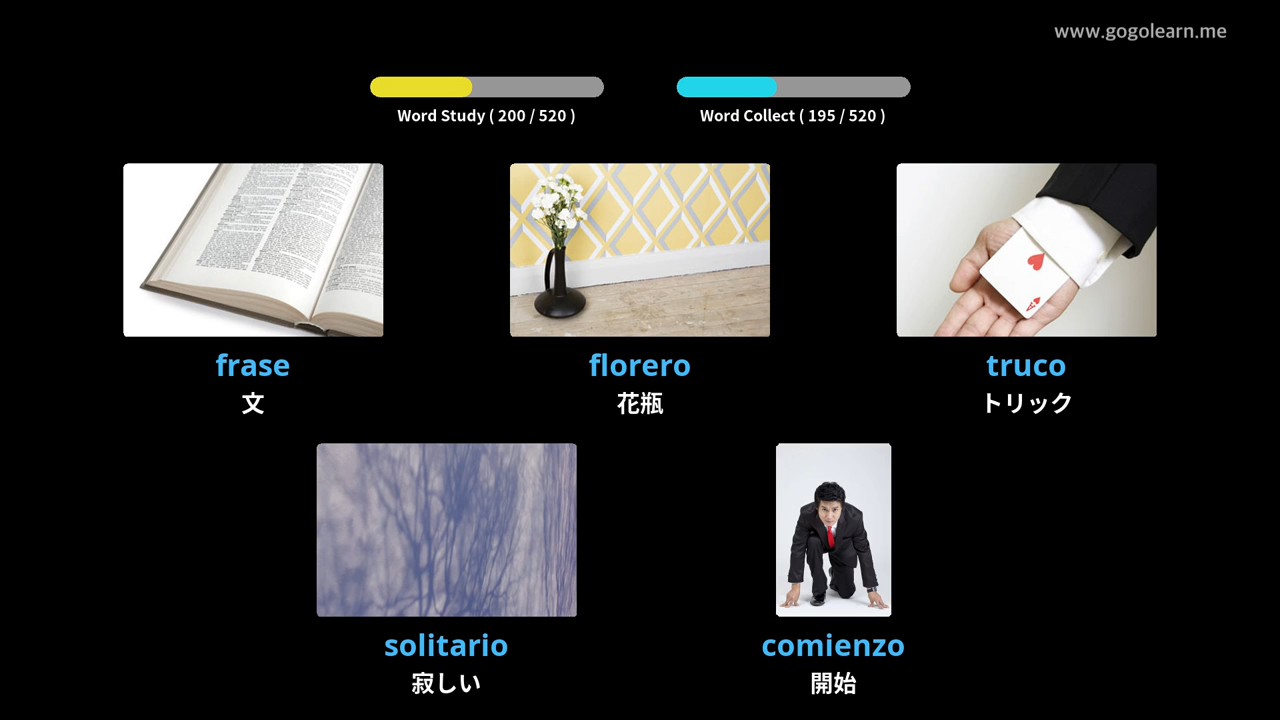 www.gogolearn.me
Word Study ( 200 / 520 )
Word Collect ( 195 / 520 )
frase
文
florero
花瓶
truco
トリック
solitario
寂しい
comienzo
開始